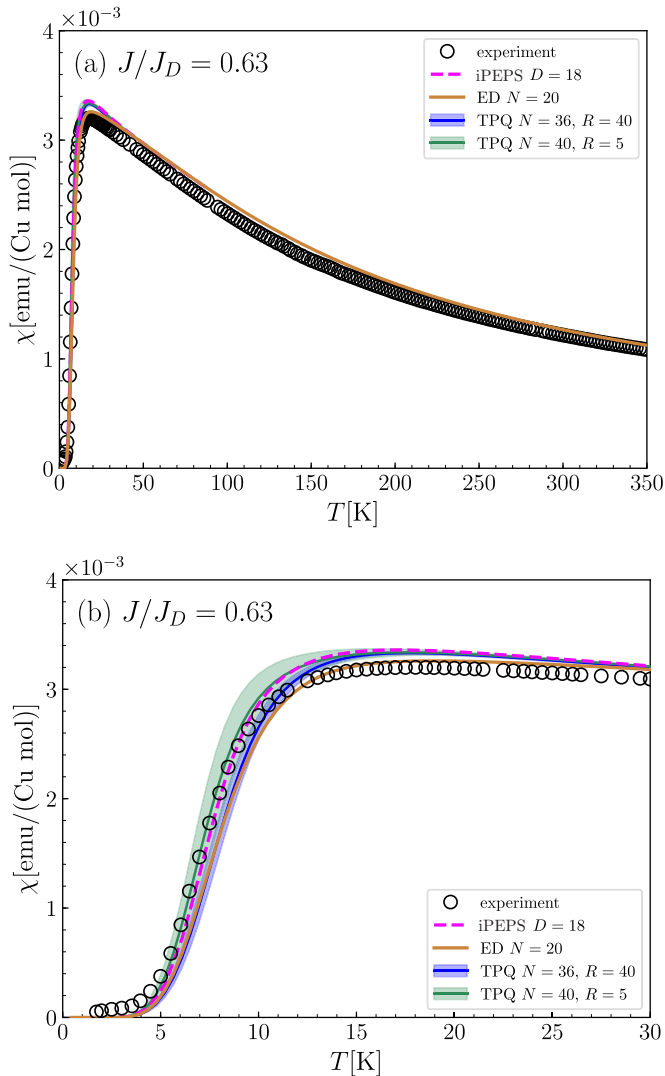 ×10⁻³
(a) J/J_D = 0.63
experiment
iPEPS D = 18
ED N = 20
TPQ N = 36, R = 40
TPQ N = 40, R = 5
χ[emu/(Cu mol)]
4
3
2
1
0
0 50 100 150 200 250 300 350
T[K]
×10⁻³
(b) J/J_D = 0.63
χ[emu/(Cu mol)]
4
3
2
1
0
experiment
iPEPS D = 18
ED N = 20
TPQ N = 36, R = 40
TPQ N = 40, R = 5
0 5 10 15 20 25 30
T[K]